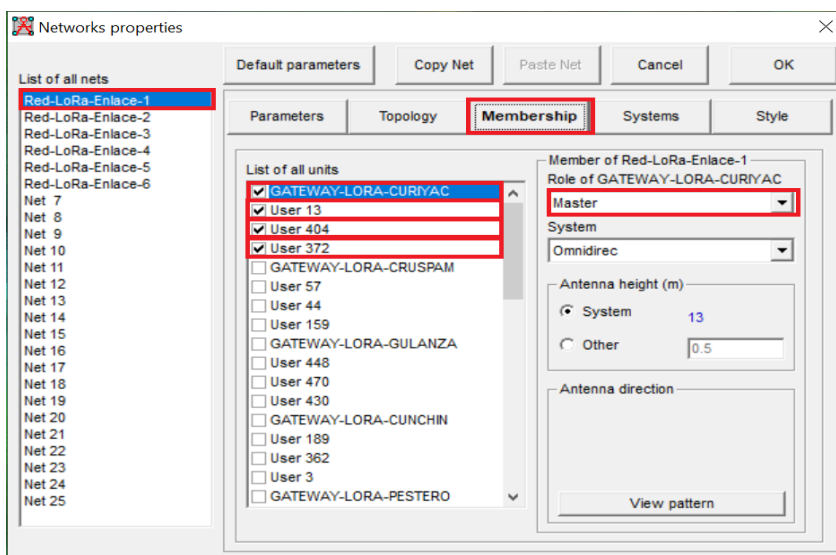 Networks properties
Default parameters
Copy Net
Paste Net
Cancel
OK
List of all nets
Red-LoRa-Enlace-1
Red-LoRa-Enlace-2
Red-LoRa-Enlace-3
Red-LoRa-Enlace-4
Red-LoRa-Enlace-5
Red-LoRa-Enlace-6
Net 7
Net 8
Net 9
Net 10
Net 11
Net 12
Net 13
Net 14
Net 15
Net 16
Net 17
Net 18
Net 19
Net 20
Net 21
Net 22
Net 23
Net 24
Net 25
Parameters
Topology
Membership
Systems
Style
List of all units
GATEWAY-LORA-CURIYAC
User 13
User 404
User 372
GATEWAY-LORA-CRUSPAM
User 57
User 44
User 159
GATEWAY-LORA-GULANZA
User 448
User 470
User 430
GATEWAY-LORA-CUNCHIN
User 189
User 362
User 3
GATEWAY-LORA-PESTERO
Member of Red-LoRa-Enlace-1
Role of GATEWAY-LORA-CURIYAC
Master
System
Omnidirec
Antenna height (m)
System 13
Other 0.5
Antenna direction
View pattern